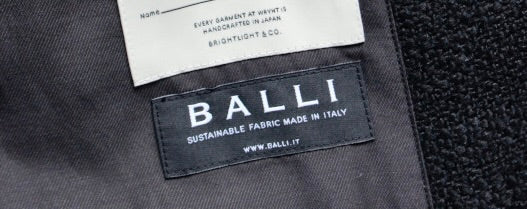 Name
EVERY GARMENT AT WRYHT IS
HANDCRAFTED IN JAPAN
BRIGHTLIGHT & CO.
BALLI
SUSTAINABLE FABRIC MADE IN ITALY
WWW.BALLI.IT